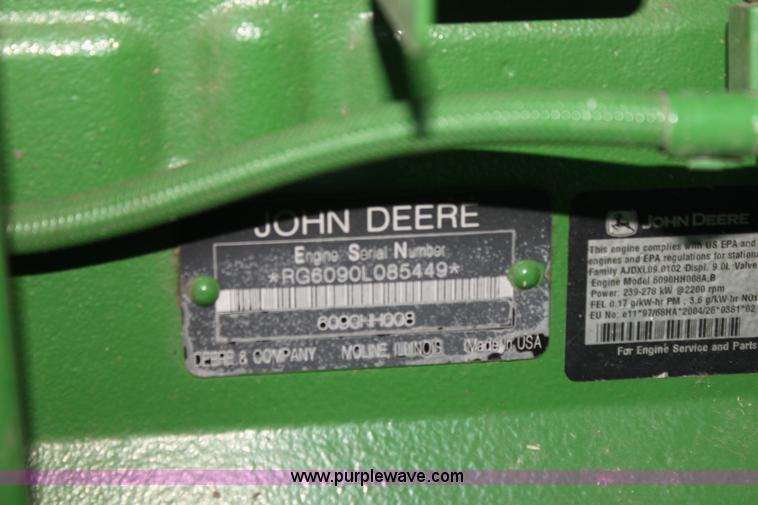 JOHN DEERE
Engine Serial Number
*RG6090L085449*
6090HH008
DEERE & COMPANY MOLINE, ILLINOIS Made in USA
JOHN DEERE
This engine complies with US EPA and
engines and EPA regulations for stationa
Family AJDXL09.0102 Displ. 9.0L Valve
Engine Model 6090HH008A,B
Power: 239-278 kW @2200 rpm
FEL 0.17 g/kW-hr PM , 3.6 g/kW-hr NOx
EU No: e11*97/68HA*2004/26*0381*02
For Engine Service and Parts
www.purplewave.com